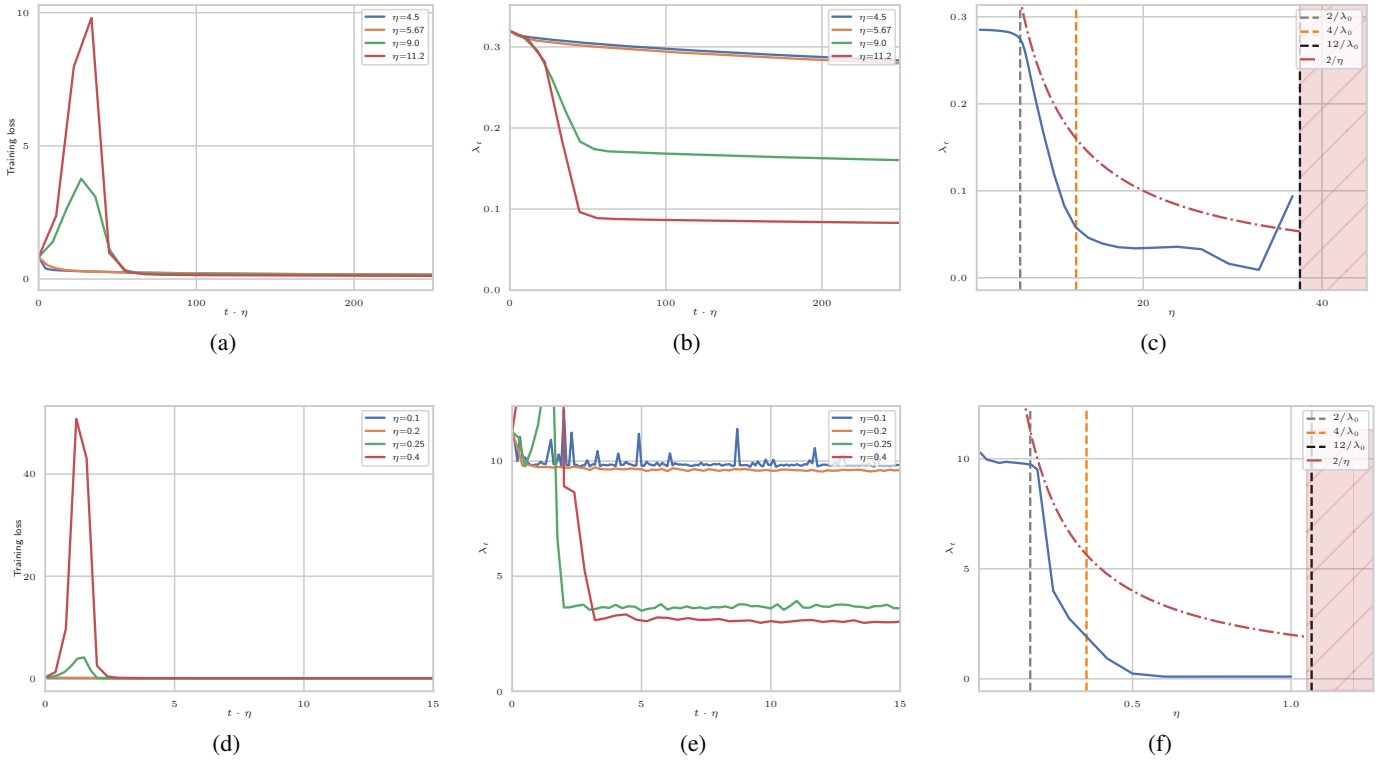 10
5
0
Training loss
0
100
200
t · η
η=4.5
η=5.67
η=9.0
η=11.2
(a)
0.3
0.2
0.1
0.0
λt
0
100
200
t · η
η=4.5
η=5.67
η=9.0
η=11.2
(b)
0.3
0.2
0.1
0.0
λt
20
40
η
2/λ0
4/λ0
12/λ0
2/η
(c)
40
20
0
Training loss
0
5
10
15
t · η
η=0.1
η=0.2
η=0.25
η=0.4
(d)
10
5
0
λt
0
5
10
15
t · η
η=0.1
η=0.2
η=0.25
η=0.4
(e)
10
5
0
λt
0.5
1.0
η
2/λ0
4/λ0
12/λ0
2/η
(f)